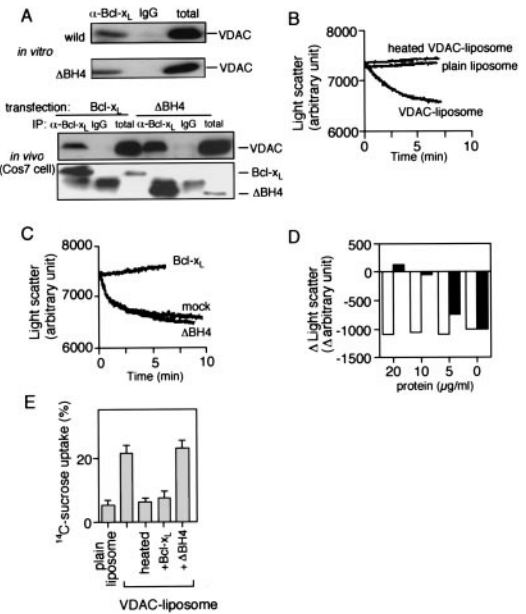 A
α-Bcl-xL IgG total
in vitro
wild
VDAC
ΔBH4
VDAC
transfection: Bcl-xL ΔBH4
IP: α-Bcl-xL IgG total α-Bcl-xL IgG total
in vivo
(Cos7 cell)
VDAC
Bcl-xL
ΔBH4
B
Light scatter
(arbitrary unit)
8000
7000
6000
heated VDAC-liposome
plain liposome
VDAC-liposome
0 5 10
Time (min)
C
Light scatter
(arbitrary unit)
8000
7000
6000
Bcl-xL
mock
ΔBH4
0 5 10
Time (min)
D
Δ Light scatter
(Δ arbitrary unit)
500
0
-500
-1000
-1500
20 10 5 0
protein (μg/ml)
E
14C-sucrose uptake (%)
20
0
plain
liposome
heated
+Bcl-xL
+ΔBH4
VDAC-liposome